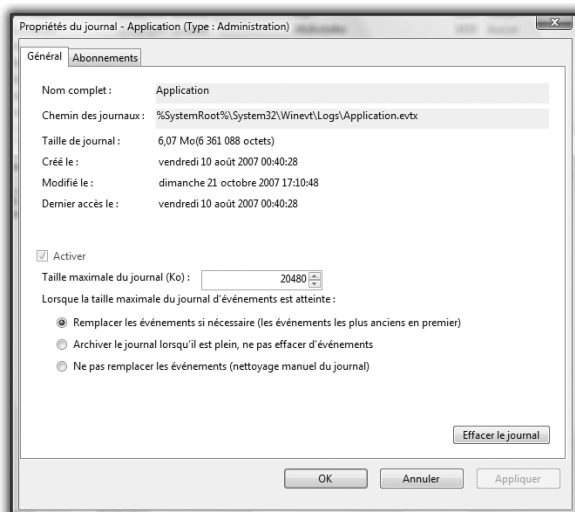 Propriétés du journal - Application (Type : Administration)
Général
Abonnements
Nom complet : Application
Chemin des journaux : %SystemRoot%\System32\Winevt\Logs\Application.evtx
Taille de journal : 6,07 Mo(6 361 088 octets)
Créé le : vendredi 10 août 2007 00:40:28
Modifié le : dimanche 21 octobre 2007 17:10:48
Dernier accès le : vendredi 10 août 2007 00:40:28
Activer
Taille maximale du journal (Ko) : 20480
Lorsque la taille maximale du journal d'événements est atteinte :
Remplacer les événements si nécessaire (les événements les plus anciens en premier)
Archiver le journal lorsqu'il est plein, ne pas effacer d'événements
Ne pas remplacer les événements (nettoyage manuel du journal)
Effacer le journal
OK
Annuler
Appliquer